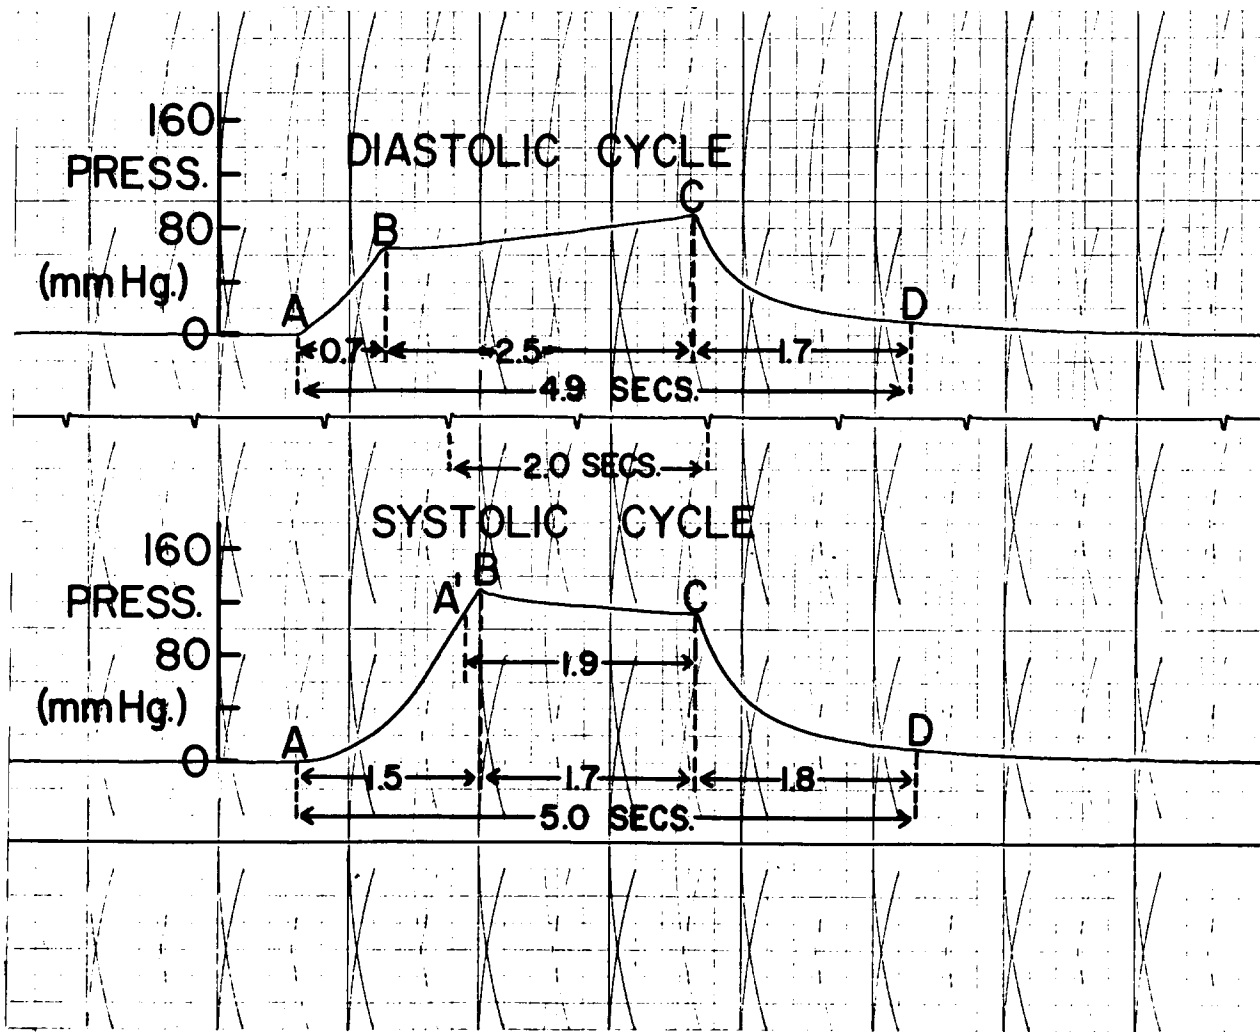 160
PRESS.
DIASTOLIC CYCLE
C
80
B
(mm Hg.)
A
D
0
0.7 2.5 1.7
4.9 SECS.
2.0 SECS.
SYSTOLIC CYCLE
160
B
PRESS.
A'
C
80
1.9
(mm Hg.)
A
D
0
1.5 1.7 1.8
5.0 SECS.